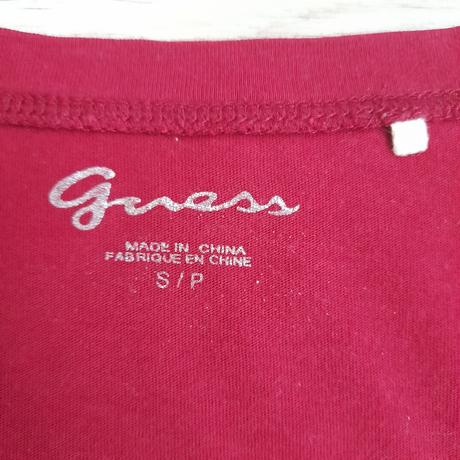 Guess
MADE IN CHINA
FABRIQUE EN CHINE
S / P